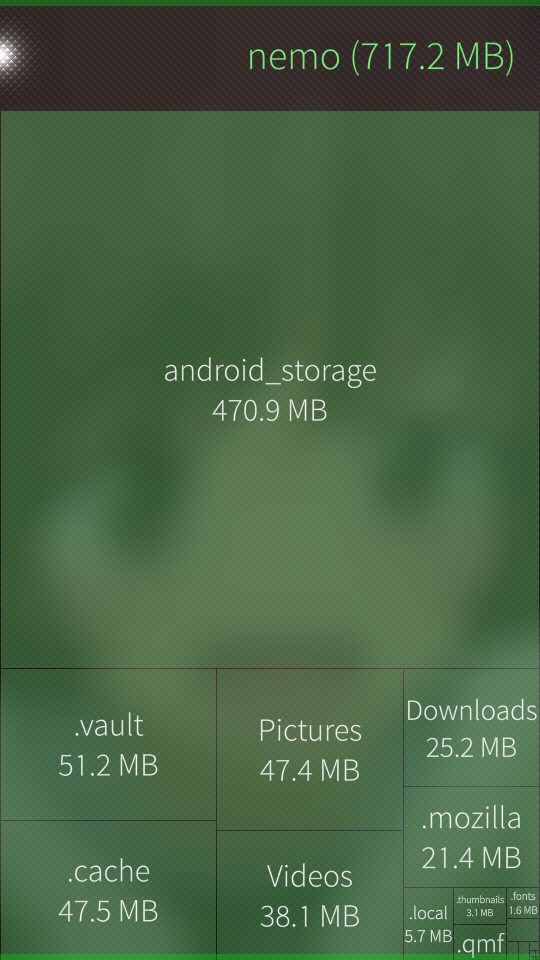 nemo (717.2 MB)
android_storage
470.9 MB
.vault
51.2 MB
Pictures
47.4 MB
Downloads
25.2 MB
.mozilla
21.4 MB
.cache
47.5 MB
Videos
38.1 MB
.local
5.7 MB
.thumbnails
3.1 MB
.fonts
1.6 MB
.qmf